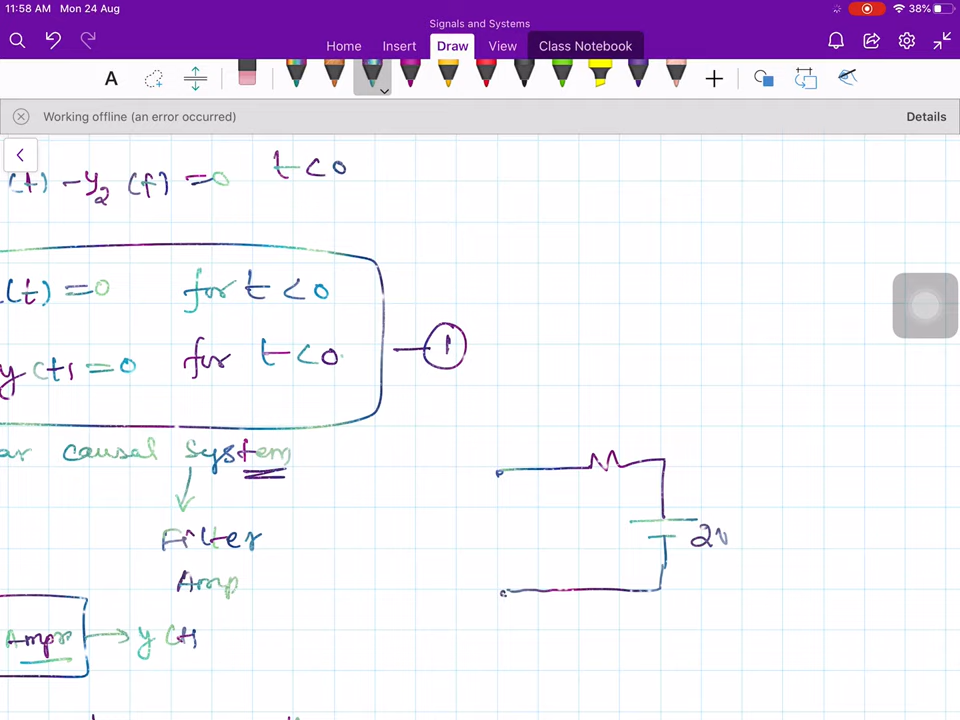 11:58 AM Mon 24 Aug
38%
Signals and Systems
Home Insert Draw View Class Notebook
A
Working offline (an error occurred) Details
(t) - y2 (t) = 0 t < 0
(t) = 0 for t < 0
y(t) = 0 for t < 0
1
ar causal system
2V
Filter
Amp
Ampr → y(t)